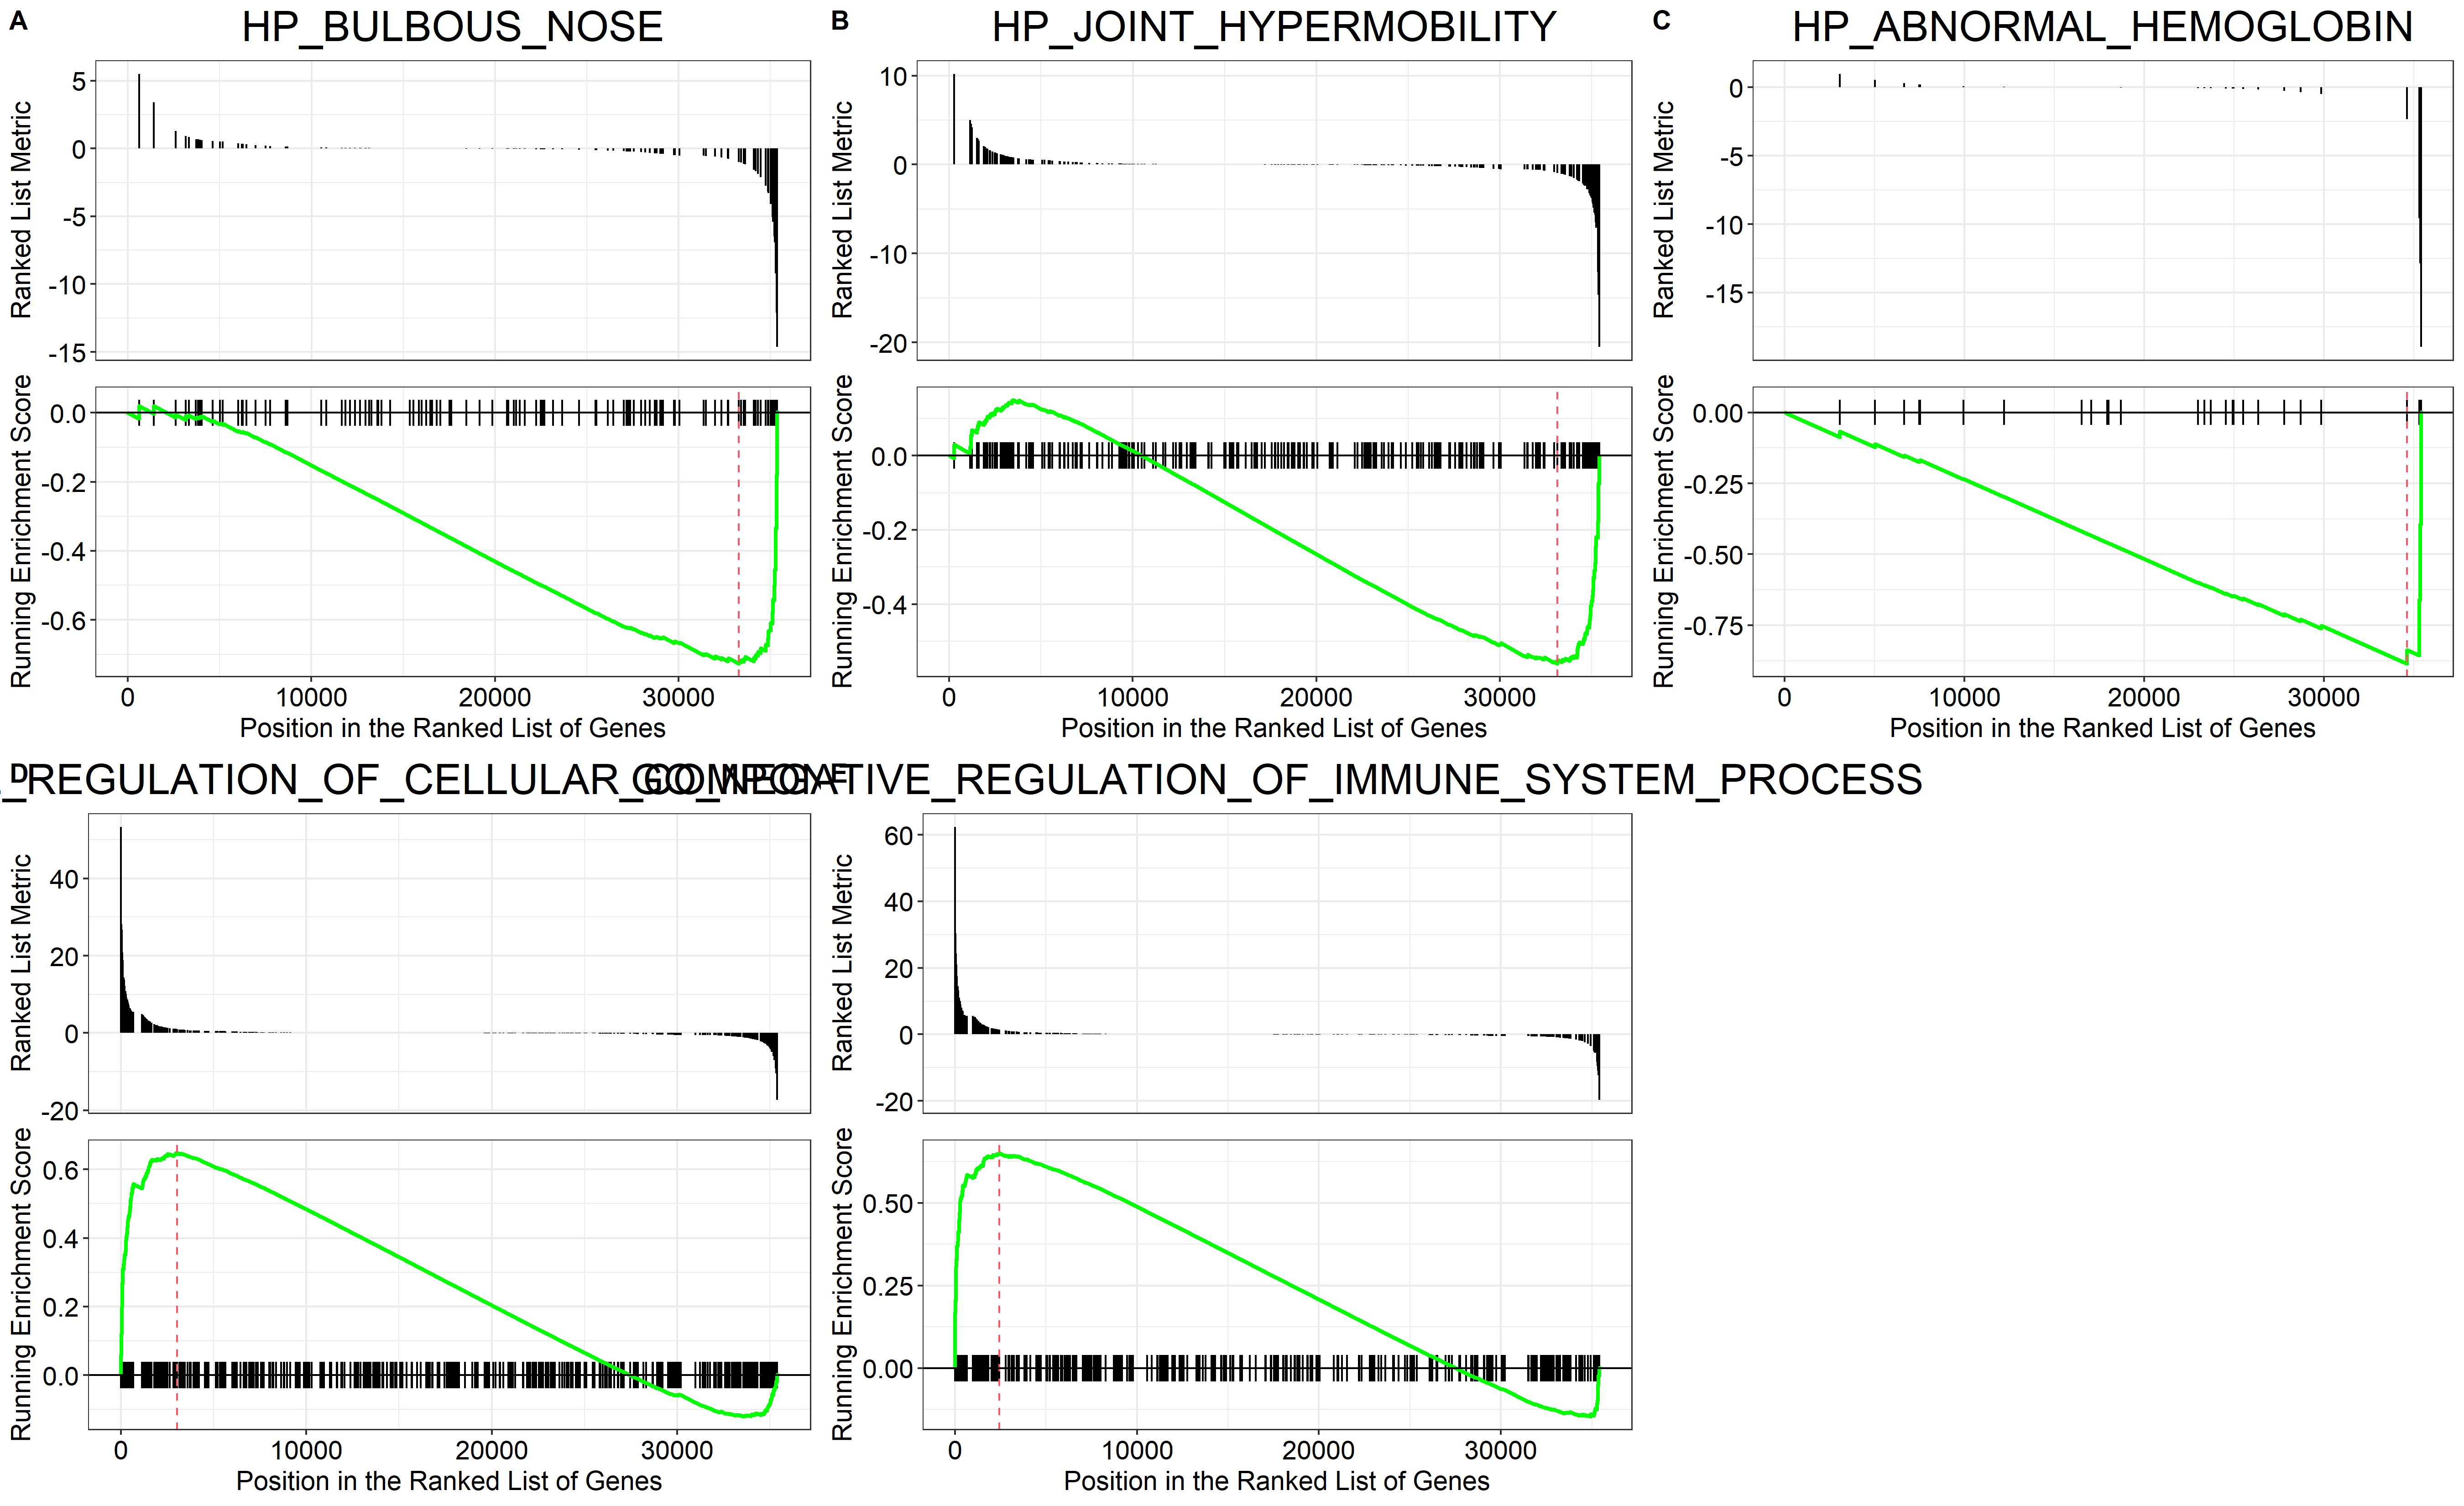 A
HP_BULBOUS_NOSE
5
0
-5
-10
-15
Ranked List Metric
0.0
-0.2
-0.4
-0.6
Running Enrichment Score
0
10000
20000
30000
Position in the Ranked List of Genes
B
HP_JOINT_HYPERMOBILITY
10
0
-10
-20
Ranked List Metric
0.0
-0.2
-0.4
Running Enrichment Score
0
10000
20000
30000
Position in the Ranked List of Genes
C
HP_ABNORMAL_HEMOGLOBIN
0
-5
-10
-15
Ranked List Metric
0.00
-0.25
-0.50
-0.75
Running Enrichment Score
0
10000
20000
30000
Position in the Ranked List of Genes
D
_REGULATION_OF_CELLULAR_COMPON
40
20
0
-20
Ranked List Metric
0.6
0.4
0.2
0.0
Running Enrichment Score
0
10000
20000
30000
Position in the Ranked List of Genes
E
GO_NEGATIVE_REGULATION_OF_IMMUNE_SYSTEM_PROCESS
60
40
20
0
-20
Ranked List Metric
0.50
0.25
0.00
Running Enrichment Score
0
10000
20000
30000
Position in the Ranked List of Genes